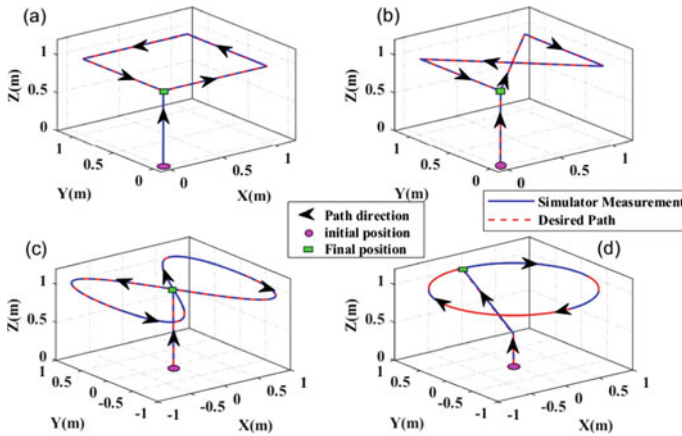 (a)
Z(m)
1
0.5
0
1
0.5
0
Y(m)
0
0.5
1
X(m)
(b)
Z(m)
1
0.5
0
1
0.5
0
Y(m)
0
0.5
1
Path direction
initial position
Final position
Simulator Measurement
Desired Path
(c)
Z(m)
1
0.5
0
1
0.5
0
-0.5
-1
Y(m)
-1
-0.5
0
0.5
1
X(m)
(d)
Z(m)
1
0.5
0
1
0.5
0
-0.5
-1
Y(m)
-1
-0.5
0
0.5
1
X(m)